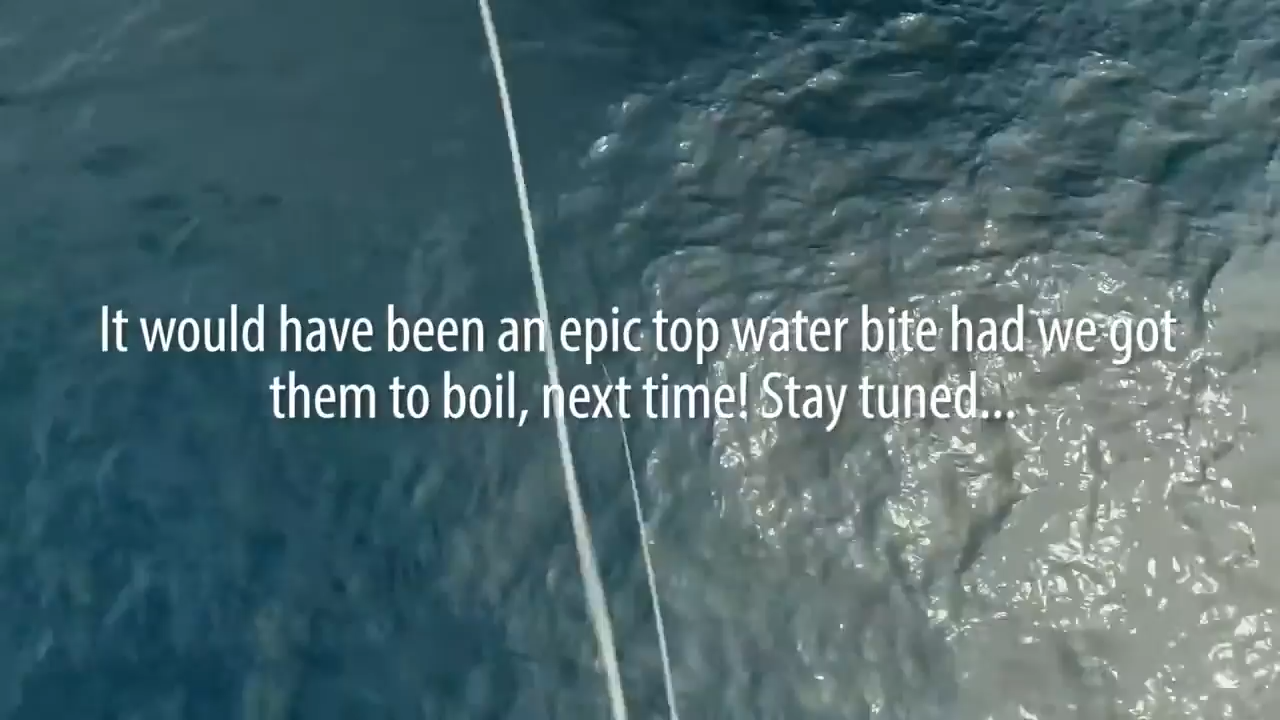 It would have been an epic top water bite had we got
them to boil, next time! Stay tuned...